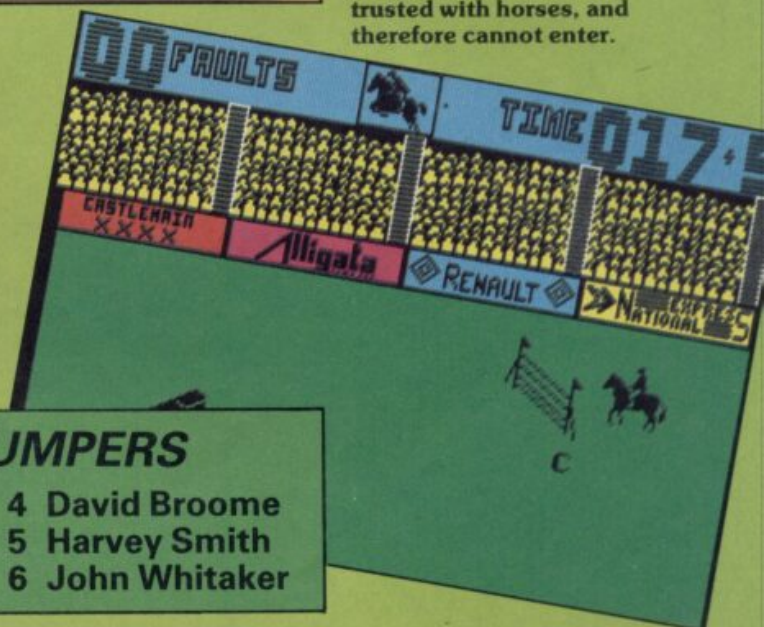 trusted with horses, and
therefore cannot enter.
00 FAULTS
TIME 017.5
CASTLEMAIN
XXXX
Alligata
RENAULT
NATIONAL EXPRESS
C
UMPERS
4 David Broome
5 Harvey Smith
6 John Whitaker